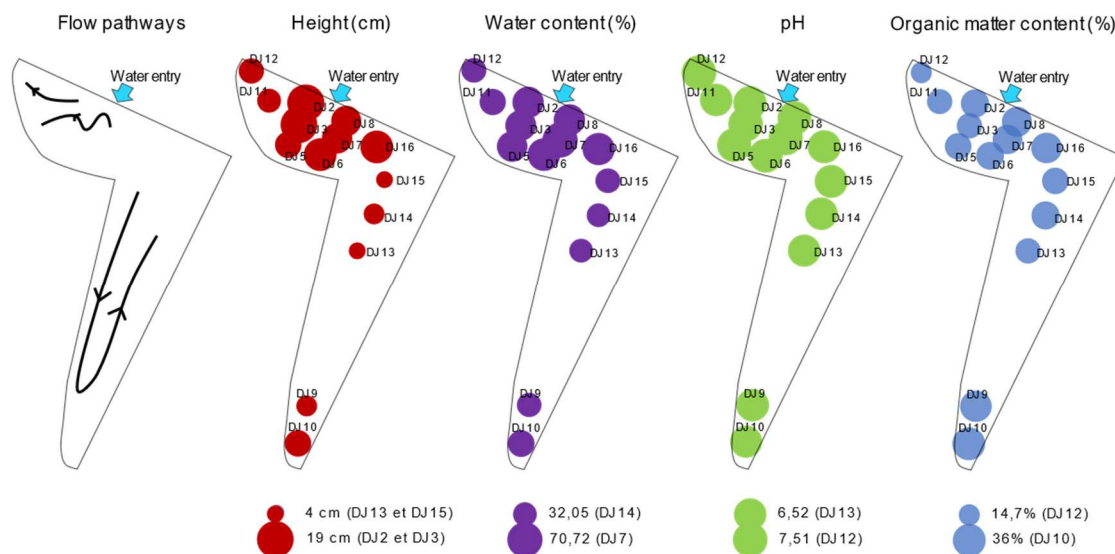 Flow pathways
Height (cm)
Water content (%)
pH
Organic matter content (%)
Water entry
DJ12
Water entry
DJ11
DJ2
DJ8
DJ3
DJ7
DJ5
DJ6
DJ16
DJ15
DJ14
DJ13
DJ9
DJ10
DJ12
Water entry
DJ11
DJ2
DJ8
DJ3
DJ7
DJ5
DJ6
DJ16
DJ15
DJ14
DJ13
DJ9
DJ10
DJ12
Water entry
DJ11
DJ2
DJ8
DJ3
DJ7
DJ5
DJ6
DJ16
DJ15
DJ14
DJ13
DJ9
DJ10
DJ12
Water entry
DJ11
DJ2
DJ8
DJ3
DJ7
DJ5
DJ6
DJ16
DJ15
DJ14
DJ13
DJ9
DJ10
4 cm (DJ13 et DJ15)
19 cm (DJ2 et DJ3)
32,05 (DJ14)
70,72 (DJ7)
6,52 (DJ13)
7,51 (DJ12)
14,7% (DJ12)
36% (DJ10)